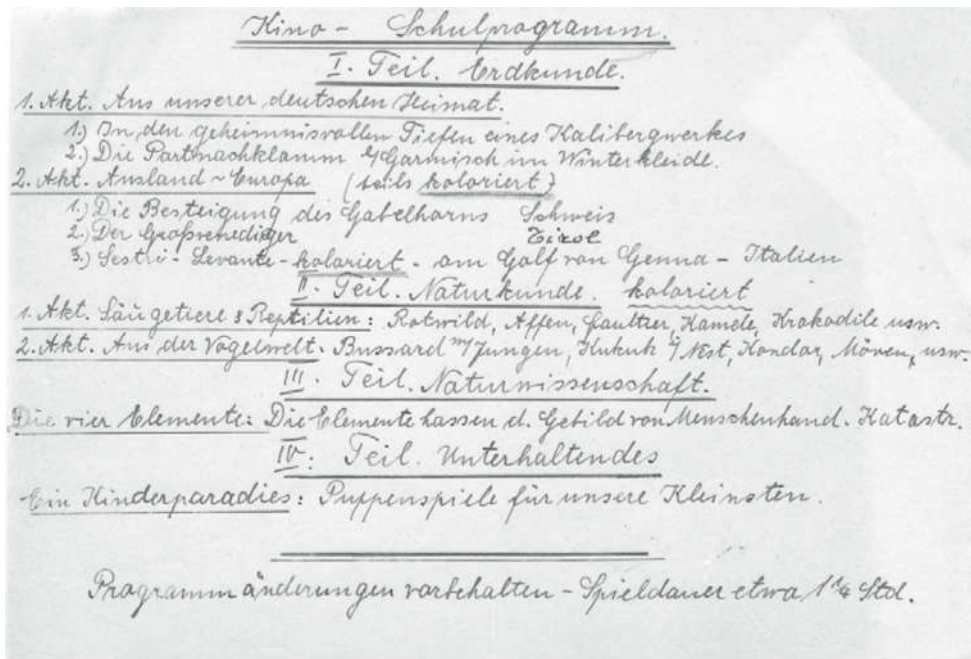 Kino - Schulprogramm.
I. Teil. Erdkunde.
1. Akt. Aus unserer deutschen Heimat.
1.) In den geheimnisvollen Tiefen eines Kalibergwerkes
2.) Die Partnachklamm b/Garmisch im Winterkleide.
2. Akt. Ausland - Europa (teils koloriert)
1.) Die Besteigung des Gabelhorns Schweis
2.) Der Großvenediger Tirol
3.) Sestri - Levante - koloriert - am Golf von Genua - Italien
II. Teil. Naturkunde. koloriert
1. Akt. Säugetiere & Reptilien: Rotwild, Affen, Faultier, Kamele, Krokodile usw.
2. Akt. Aus der Vogelwelt. Bussard m/Jungen, Kukuk i/Nest, Kondor, Möven, usw.
III. Teil. Naturwissenschaft.
Die vier Elemente: Die Elemente hassen d. Gebild von Menschenhand. Katastr.
IV. Teil. Unterhaltendes
Ein Kinderparadies: Puppenspiele für unsere Kleinsten.
Programmänderungen vorbehalten - Spieldauer etwa 1¼ Std.